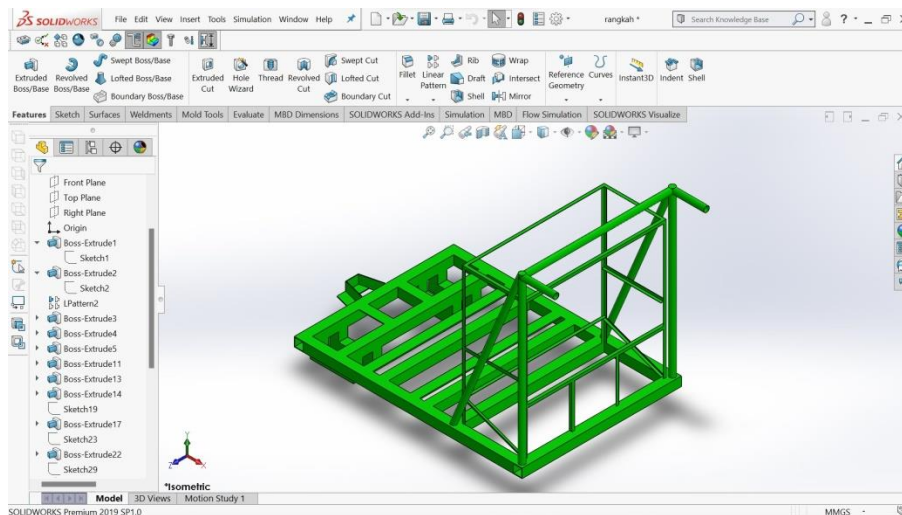 SOLIDWORKS File Edit View Insert Tools Simulation Window Help rangkah * Search Knowledge Base ?
Extruded Boss/Base
Revolved Boss/Base
Swept Boss/Base
Lofted Boss/Base
Boundary Boss/Base
Extruded Cut
Hole Wizard
Thread
Revolved Cut
Swept Cut
Lofted Cut
Boundary Cut
Fillet
Linear Pattern
Rib
Draft
Shell
Wrap
Intersect
Mirror
Reference Geometry
Curves
Instant3D
Indent
Shell
Features Sketch Surfaces Weldments Mold Tools Evaluate MBD Dimensions SOLIDWORKS Add-Ins Simulation MBD Flow Simulation SOLIDWORKS Visualize
Front Plane
Top Plane
Right Plane
Origin
Boss-Extrude1
Sketch1
Boss-Extrude2
Sketch2
LPattern2
Boss-Extrude3
Boss-Extrude4
Boss-Extrude5
Boss-Extrude11
Boss-Extrude13
Boss-Extrude14
Sketch19
Boss-Extrude17
Sketch23
Boss-Extrude22
Sketch29
*Isometric
Model 3D Views Motion Study 1
SOLIDWORKS Premium 2019 SP1.0 MMGS